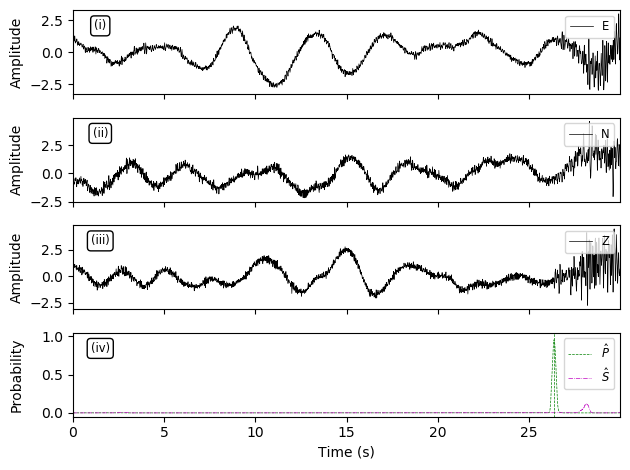 (i)
E
Amplitude
2.5
0.0
−2.5
(ii)
N
Amplitude
2.5
0.0
−2.5
(iii)
Z
Amplitude
2.5
0.0
−2.5
(iv)
P̂
Ŝ
Probability
1.0
0.5
0.0
0 5 10 15 20 25
Time (s)